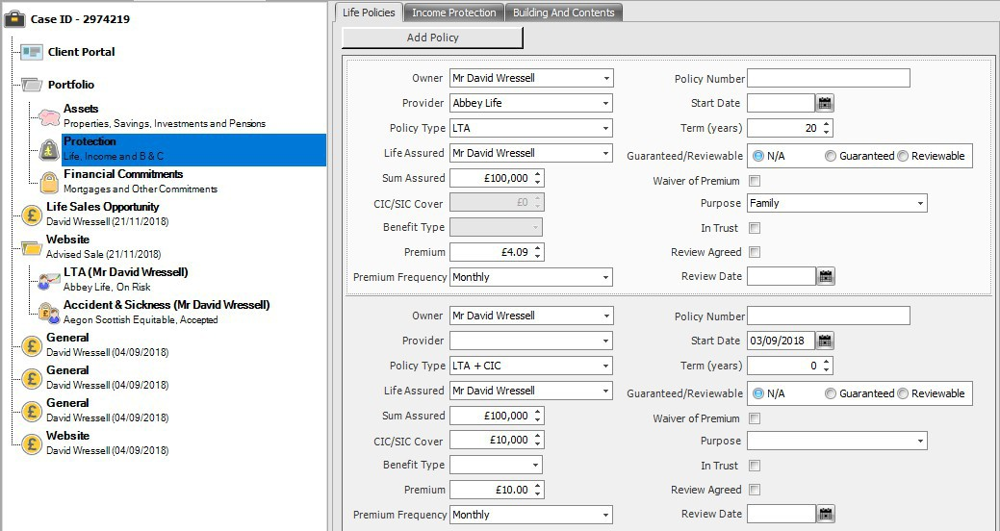 Case ID - 2974219
Client Portal
Portfolio
Assets
Properties, Savings, Investments and Pensions
Protection
Life, Income and B & C
Financial Commitments
Mortgages and Other Commitments
Life Sales Opportunity
David Wressell (21/11/2018)
Website
Advised Sale (21/11/2018)
LTA (Mr David Wressell)
Abbey Life, On Risk
Accident & Sickness (Mr David Wressell)
Aegon Scottish Equitable, Accepted
General
David Wressell (04/09/2018)
General
David Wressell (04/09/2018)
General
David Wressell (04/09/2018)
Website
David Wressell (04/09/2018)
Life Policies Income Protection Building And Contents
Add Policy
Owner Mr David Wressell Policy Number
Provider Abbey Life Start Date
Policy Type LTA Term (years) 20
Life Assured Mr David Wressell Guaranteed/Reviewable N/A Guaranteed Reviewable
Sum Assured £100,000 Waiver of Premium
CIC/SIC Cover £0 Purpose Family
Benefit Type In Trust
Premium £4.09 Review Agreed
Premium Frequency Monthly Review Date
Owner Mr David Wressell Policy Number
Provider Start Date 03/09/2018
Policy Type LTA + CIC Term (years) 0
Life Assured Mr David Wressell Guaranteed/Reviewable N/A Guaranteed Reviewable
Sum Assured £100,000 Waiver of Premium
CIC/SIC Cover £10,000 Purpose
Benefit Type In Trust
Premium £10.00 Review Agreed
Premium Frequency Monthly Review Date